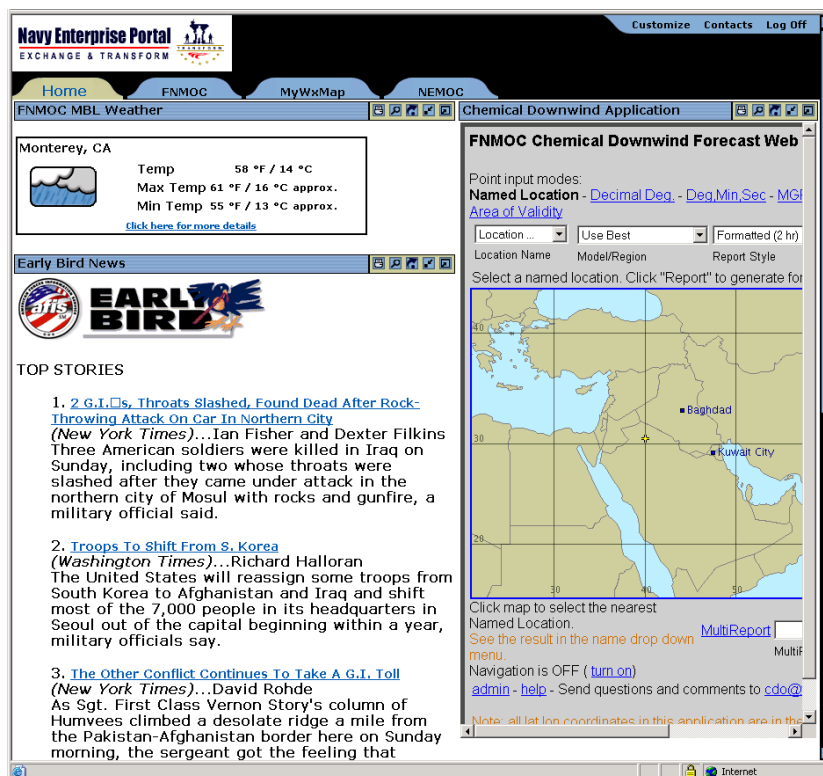 Navy Enterprise Portal
EXCHANGE & TRANSFORM
TRANSFORM
Customize Contacts Log Off
Home FNMOC MyWxMap NEMOC
FNMOC MBL Weather
Monterey, CA
Temp 58 °F / 14 °C
Max Temp 61 °F / 16 °C approx.
Min Temp 55 °F / 13 °C approx.
Click here for more details
Early Bird News
afis
EARLY
BIRD
TOP STORIES
1. 2 G.I.□s, Throats Slashed, Found Dead After Rock-
Throwing Attack On Car In Northern City
(New York Times)...Ian Fisher and Dexter Filkins
Three American soldiers were killed in Iraq on
Sunday, including two whose throats were
slashed after they came under attack in the
northern city of Mosul with rocks and gunfire, a
military official said.
2. Troops To Shift From S. Korea
(Washington Times)...Richard Halloran
The United States will reassign some troops from
South Korea to Afghanistan and Iraq and shift
most of the 7,000 people in its headquarters in
Seoul out of the capital beginning within a year,
military officials say.
3. The Other Conflict Continues To Take A G.I. Toll
(New York Times)...David Rohde
As Sgt. First Class Vernon Story's column of
Humvees climbed a desolate ridge a mile from
the Pakistan-Afghanistan border here on Sunday
morning, the sergeant got the feeling that
Chemical Downwind Application
FNMOC Chemical Downwind Forecast Web
Point input modes:
Named Location - Decimal Deg. - Deg,Min,Sec - MGR
Area of Validity
Location ... Use Best Formatted (2 hr)
Location Name Model/Region Report Style
Select a named location. Click "Report" to generate for
40
Baghdad
30
Kuwait City
20
30 40 50
Click map to select the nearest
Named Location.
See the result in the name drop down
menu.
MultiReport
Navigation is OFF ( turn on)
admin - help - Send questions and comments to cdo@
Note: all lat lon coordinates in this application are in the
Internet